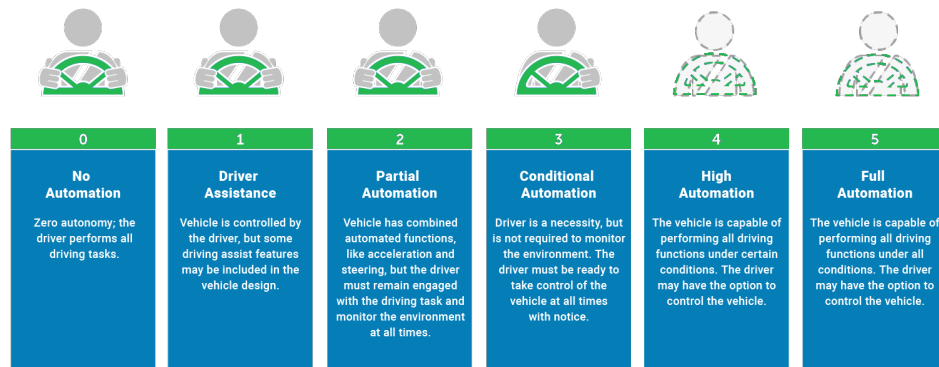 0
No
Automation
Zero autonomy; the
driver performs all
driving tasks.
1
Driver
Assistance
Vehicle is controlled by
the driver, but some
driving assist features
may be included in the
vehicle design.
2
Partial
Automation
Vehicle has combined
automated functions,
like acceleration and
steering, but the driver
must remain engaged
with the driving task and
monitor the environment
at all times.
3
Conditional
Automation
Driver is a necessity, but
is not required to monitor
the environment. The
driver must be ready to
take control of the
vehicle at all times
with notice.
4
High
Automation
The vehicle is capable of
performing all driving
functions under certain
conditions. The driver
may have the option to
control the vehicle.
5
Full
Automation
The vehicle is capable of
performing all driving
functions under all
conditions. The driver
may have the option to
control the vehicle.